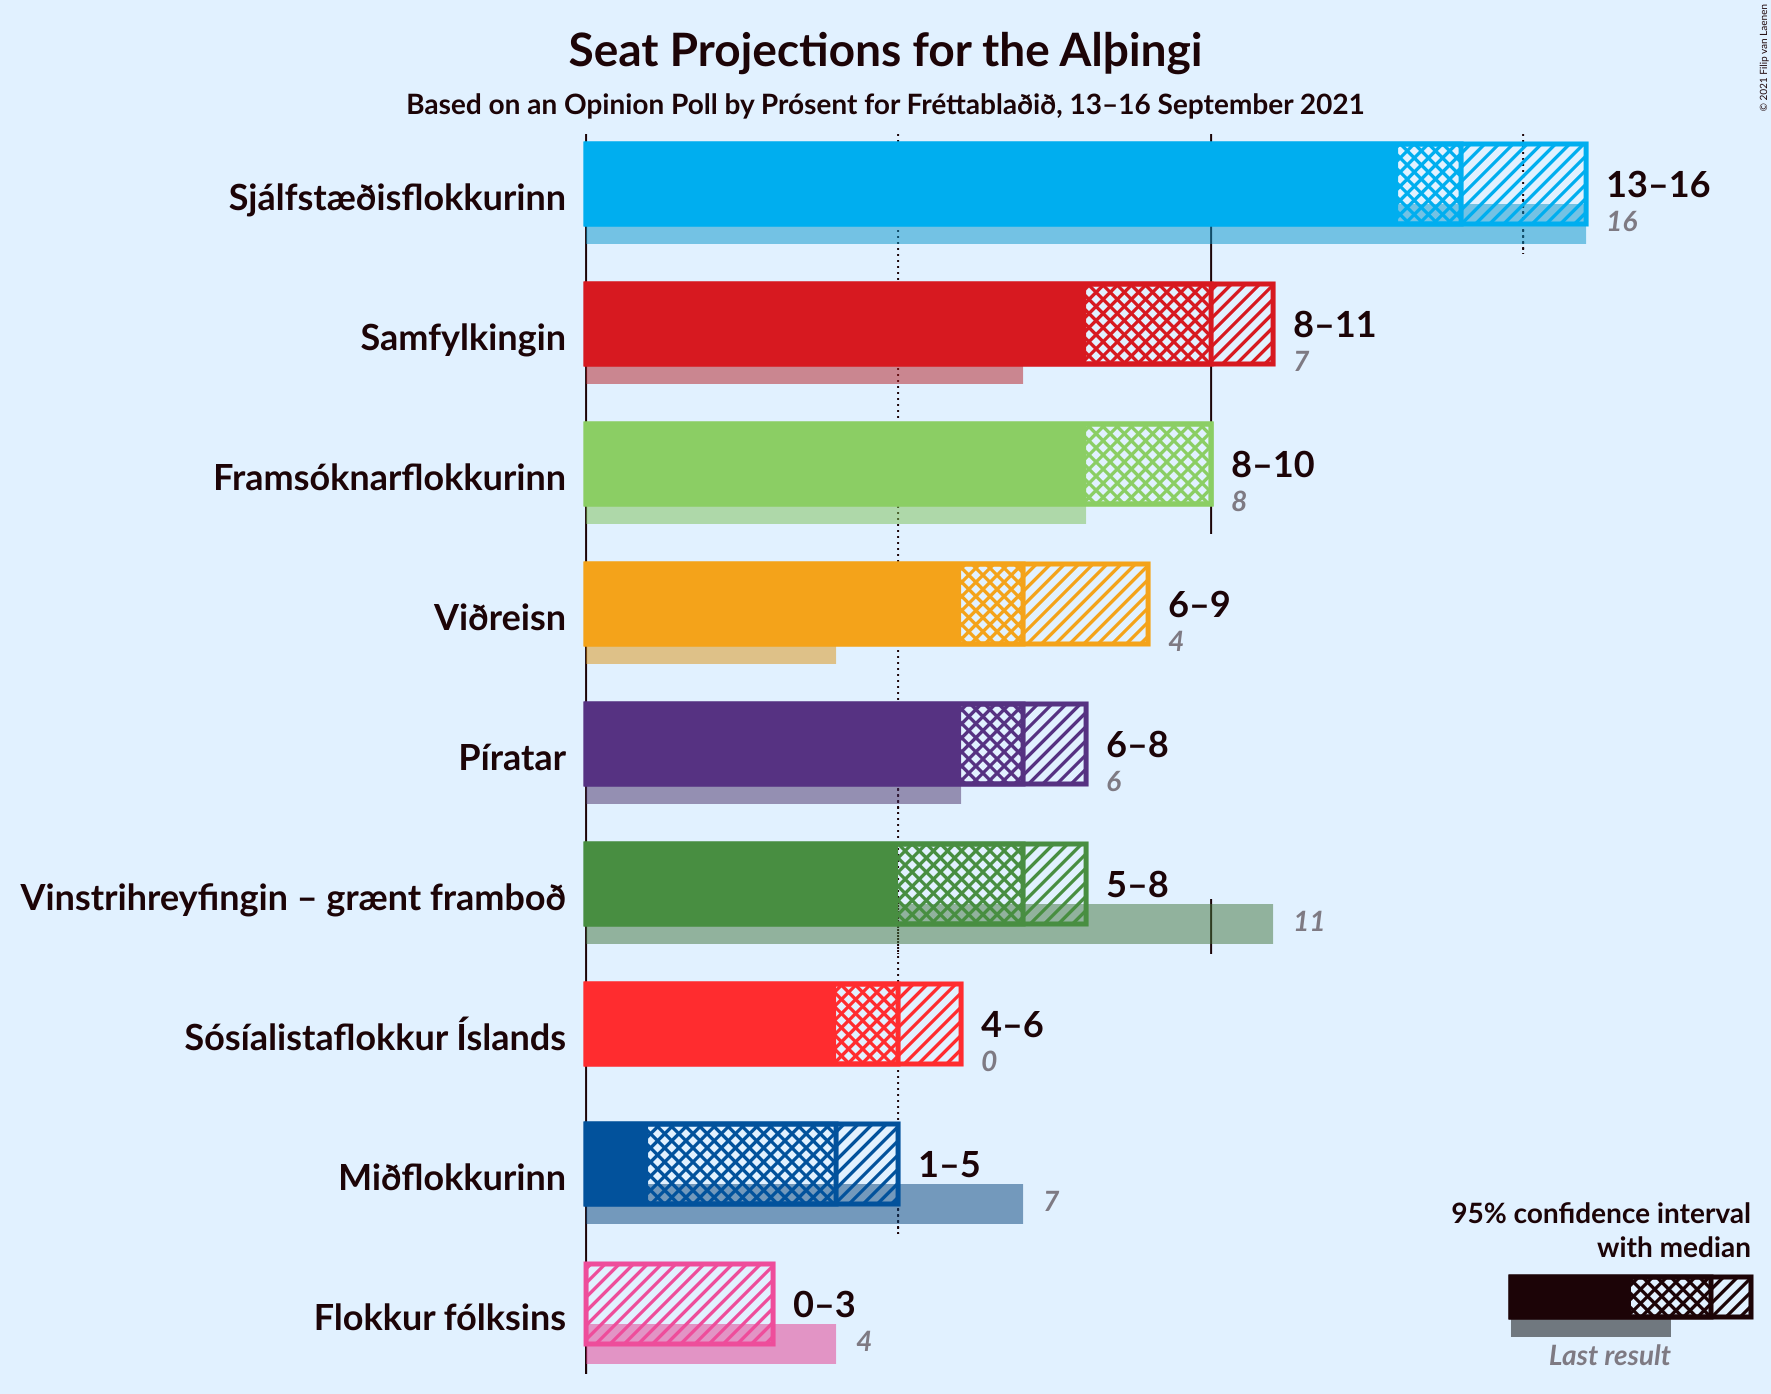 Seat Projections for the Alþingi
Based on an Opinion Poll by Prósent for Fréttablaðið, 13–16 September 2021
© 2021 Filip van Laenen
Sjálfstæðisflokkurinn
13–16
16
Samfylkingin
8–11
7
Framsóknarflokkurinn
8–10
8
Viðreisn
6–9
4
Píratar
6–8
6
Vinstrihreyfingin – grænt framboð
5–8
11
Sósíalistaflokkur Íslands
4–6
0
Miðflokkurinn
1–5
7
Flokkur fólksins
0–3
4
95% confidence interval
with median
Last result